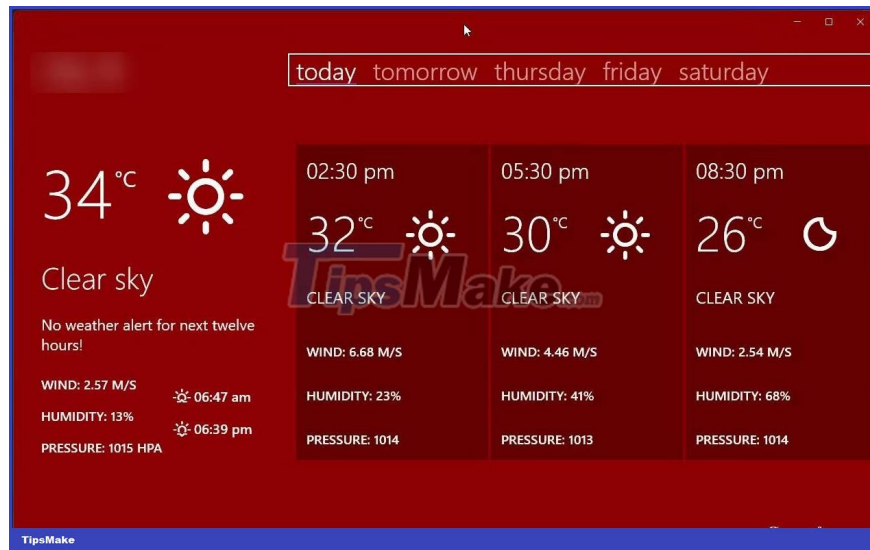 today tomorrow thursday friday saturday
34°C
Clear sky
No weather alert for next twelve
hours!
WIND: 2.57 M/S
HUMIDITY: 13%
PRESSURE: 1015 HPA
06:47 am
06:39 pm
02:30 pm
32°C
CLEAR SKY
WIND: 6.68 M/S
HUMIDITY: 23%
PRESSURE: 1014
05:30 pm
30°C
CLEAR SKY
WIND: 4.46 M/S
HUMIDITY: 41%
PRESSURE: 1013
08:30 pm
26°C
CLEAR SKY
WIND: 2.54 M/S
HUMIDITY: 68%
PRESSURE: 1014
TipsMake.com
TipsMake